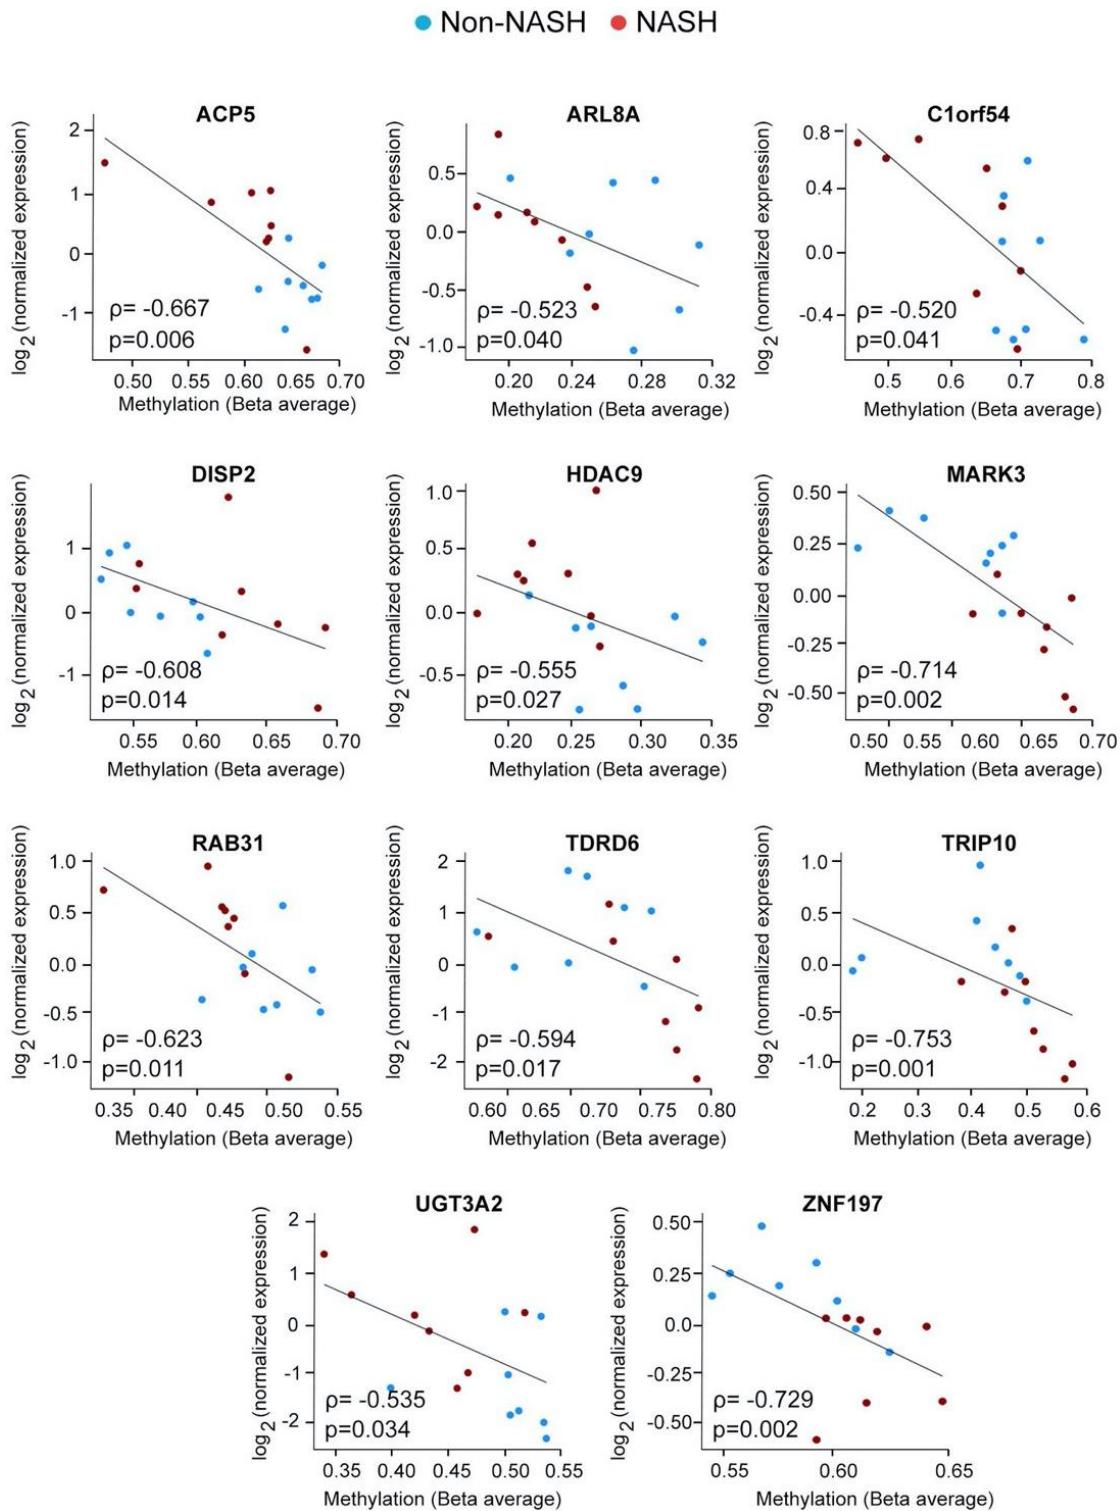 Non-NASH NASH
ACP5
log2(normalized expression)
2
1
0
-1
ρ= -0.667
p=0.006
0.50 0.60 0.65 0.70
Methylation (Beta average)
ARL8A
log2(normalized expression)
0.5
0.0
-0.5
-1.0
ρ= -0.523
p=0.040
0.20 0.24 0.28 0.32
Methylation (Beta average)
C1orf54
log2(normalized expression)
0.8
0.4
0.0
-0.4
ρ= -0.520
p=0.041
0.5 0.6 0.7 0.8
Methylation (Beta average)
DISP2
log2(normalized expression)
1
0
-1
ρ= -0.608
p=0.014
0.55 0.60 0.65 0.70
Methylation (Beta average)
HDAC9
log2(normalized expression)
1.0
0.5
0.0
-0.5
ρ= -0.555
p=0.027
0.20 0.25 0.30 0.35
Methylation (Beta average)
MARK3
log2(normalized expression)
0.50
0.25
0.00
-0.25
-0.50
ρ= -0.714
p=0.002
0.50 0.55 0.60 0.65 0.70
Methylation (Beta average)
RAB31
log2(normalized expression)
1.0
0.5
0.0
-0.5
-1.0
ρ= -0.623
p=0.011
0.35 0.40 0.45 0.50 0.55
Methylation (Beta average)
TDRD6
log2(normalized expression)
2
1
0
-1
-2
ρ= -0.594
p=0.017
0.60 0.65 0.70 0.75 0.80
Methylation (Beta average)
TRIP10
log2(normalized expression)
1.0
0.5
0.0
-0.5
-1.0
ρ= -0.753
p=0.001
0.2 0.3 0.4 0.5 0.6
Methylation (Beta average)
UGT3A2
log2(normalized expression)
2
1
0
-1
-2
ρ= -0.535
p=0.034
0.35 0.40 0.45 0.50 0.55
Methylation (Beta average)
ZNF197
log2(normalized expression)
0.50
0.25
0.0
-0.25
-0.50
ρ= -0.729
p=0.002
0.55 0.60 0.65
Methylation (Beta average)